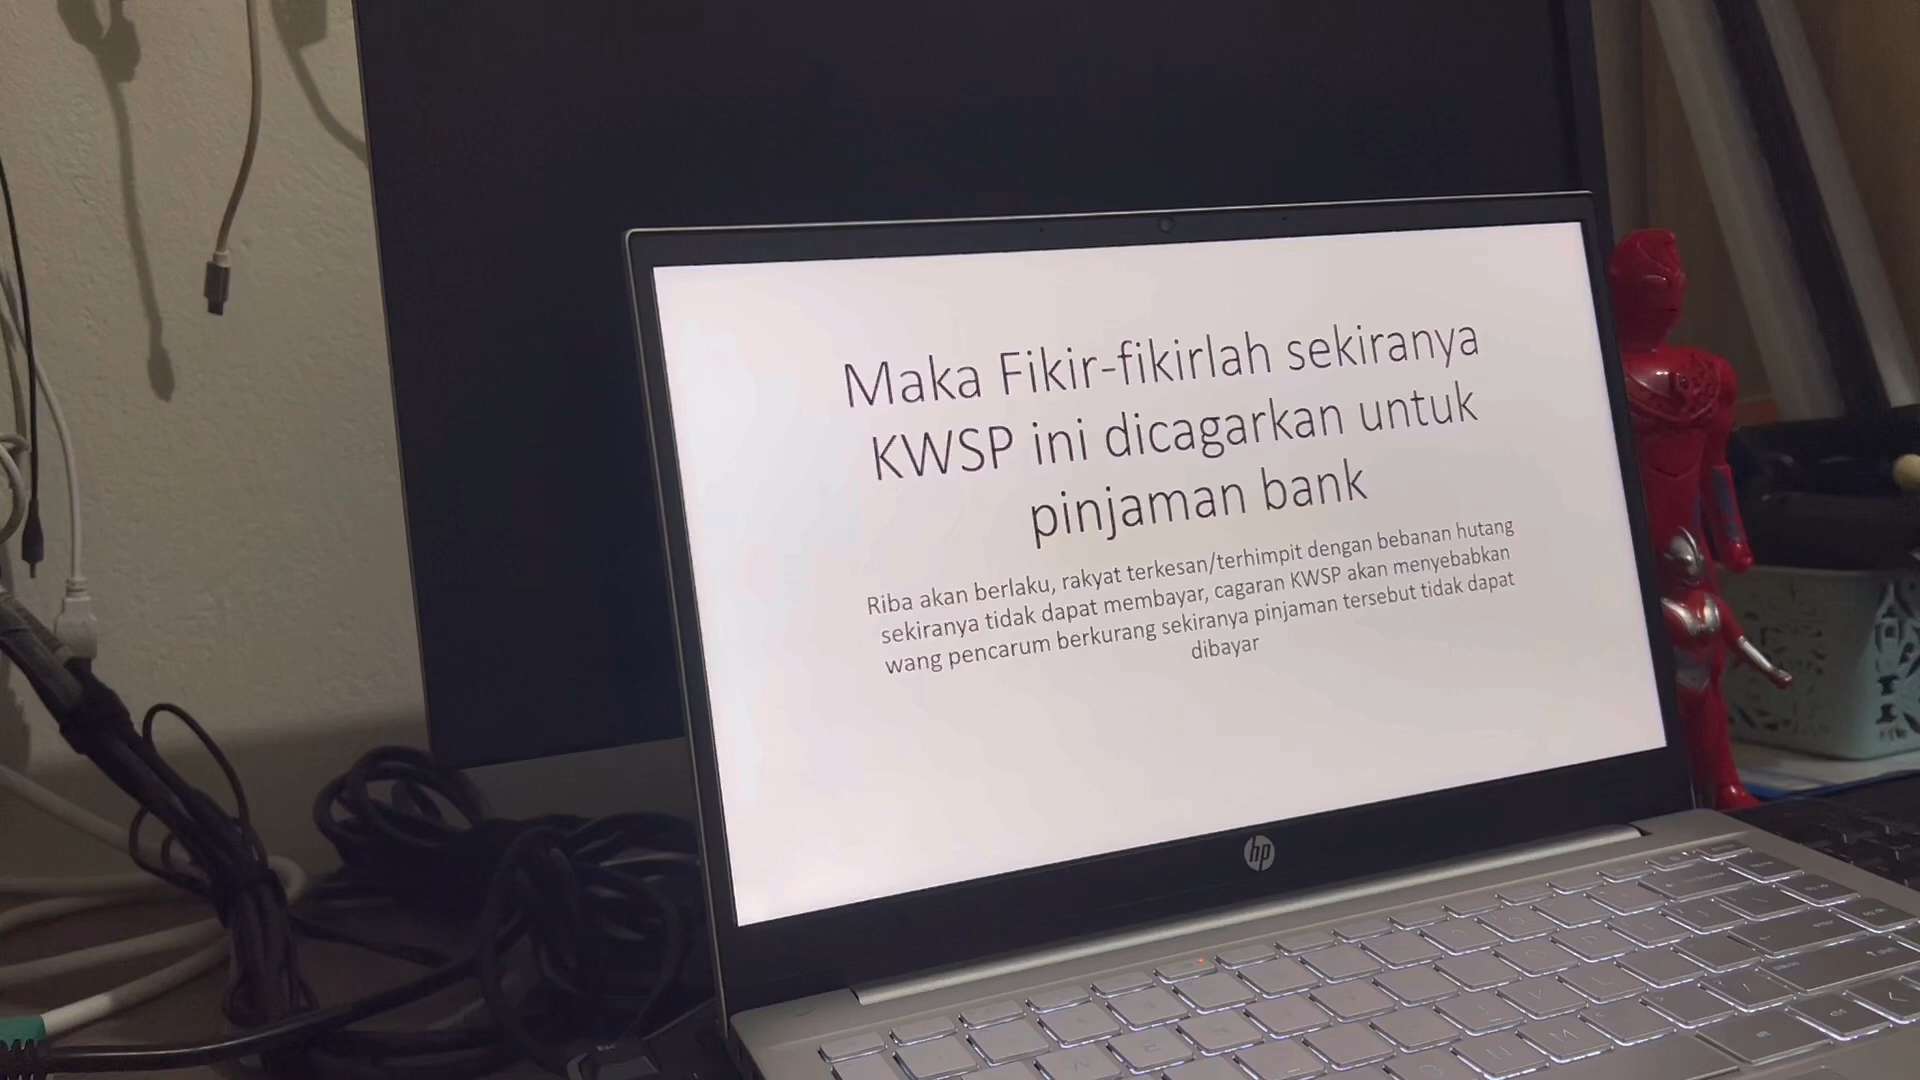 Maka Fikir-fikirlah sekiranya
KWSP ini dicagarkan untuk
pinjaman bank
Riba akan berlaku, rakyat terkesan/terhimpit dengan bebanan hutang
sekiranya tidak dapat membayar, cagaran KWSP akan menyebabkan
wang pencarum berkurang sekiranya pinjaman tersebut tidak dapat
dibayar
hp